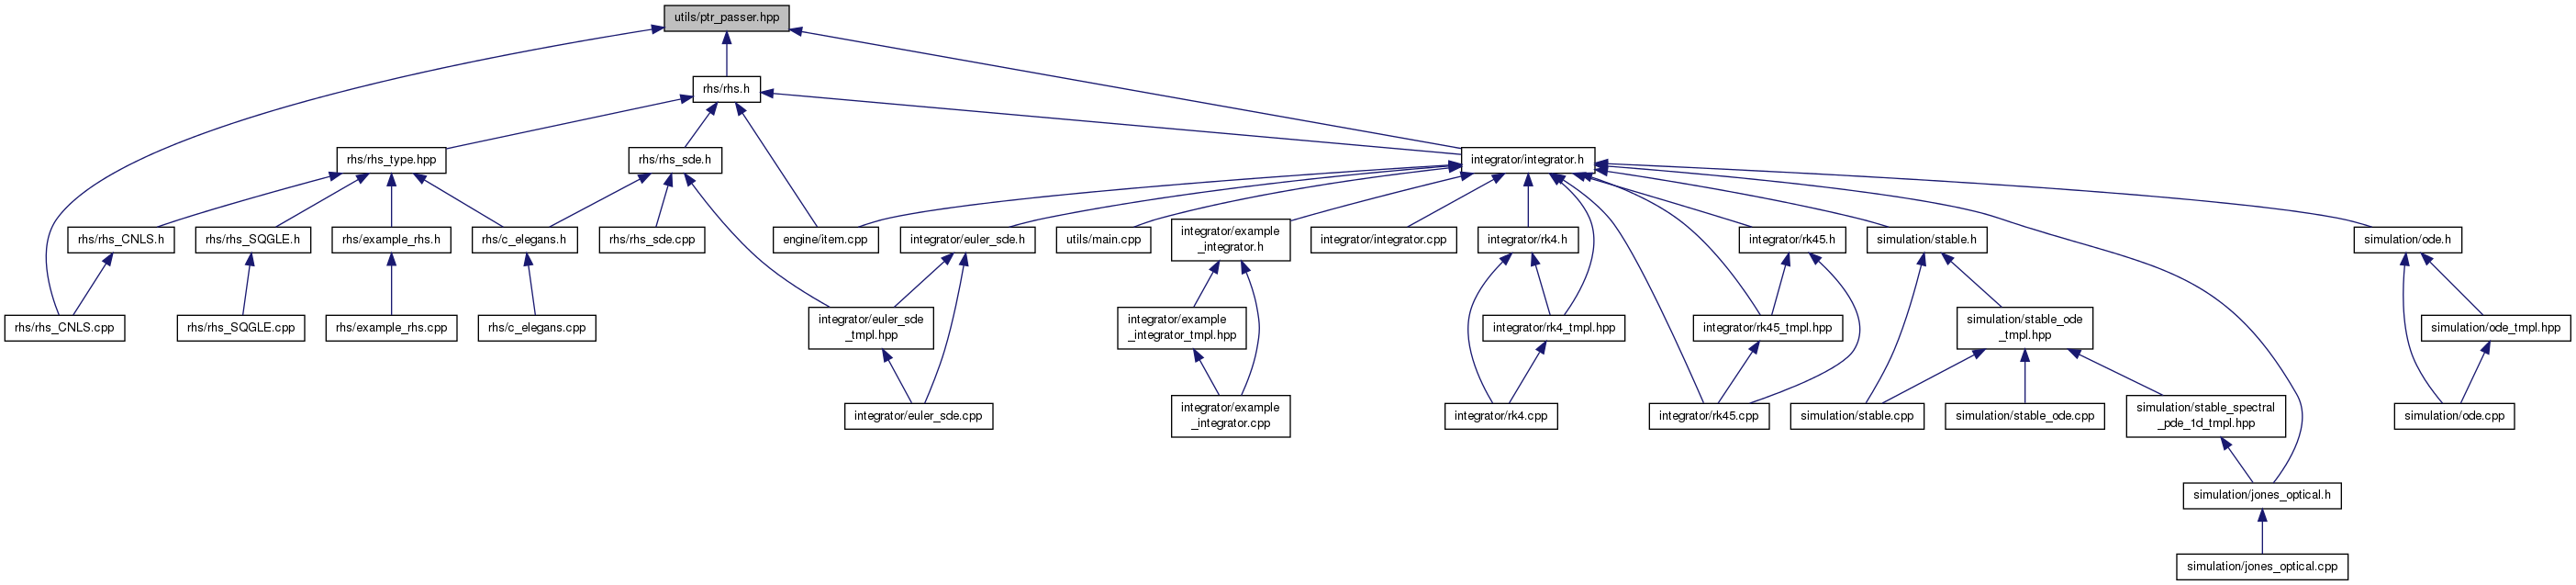 utils/ptr_passer.hpp
rhs/rhs.h
rhs/rhs_type.hpp
rhs/rhs_sde.h
integrator/integrator.h
rhs/rhs_CNLS.h
rhs/rhs_SQGLE.h
rhs/example_rhs.h
rhs/c_elegans.h
rhs/rhs_sde.cpp
engine/item.cpp
integrator/euler_sde.h
utils/main.cpp
integrator/example
_integrator.h
integrator/integrator.cpp
integrator/rk4.h
integrator/rk45.h
simulation/stable.h
simulation/ode.h
rhs/rhs_CNLS.cpp
rhs/rhs_SQGLE.cpp
rhs/example_rhs.cpp
rhs/c_elegans.cpp
integrator/euler_sde
_tmpl.hpp
integrator/example
_integrator_tmpl.hpp
integrator/rk4_tmpl.hpp
integrator/rk45_tmpl.hpp
simulation/stable_ode
_tmpl.hpp
simulation/ode_tmpl.hpp
integrator/euler_sde.cpp
integrator/example
_integrator.cpp
integrator/rk4.cpp
integrator/rk45.cpp
simulation/stable.cpp
simulation/stable_ode.cpp
simulation/stable_spectral
_pde_1d_tmpl.hpp
simulation/ode.cpp
simulation/jones_optical.h
simulation/jones_optical.cpp